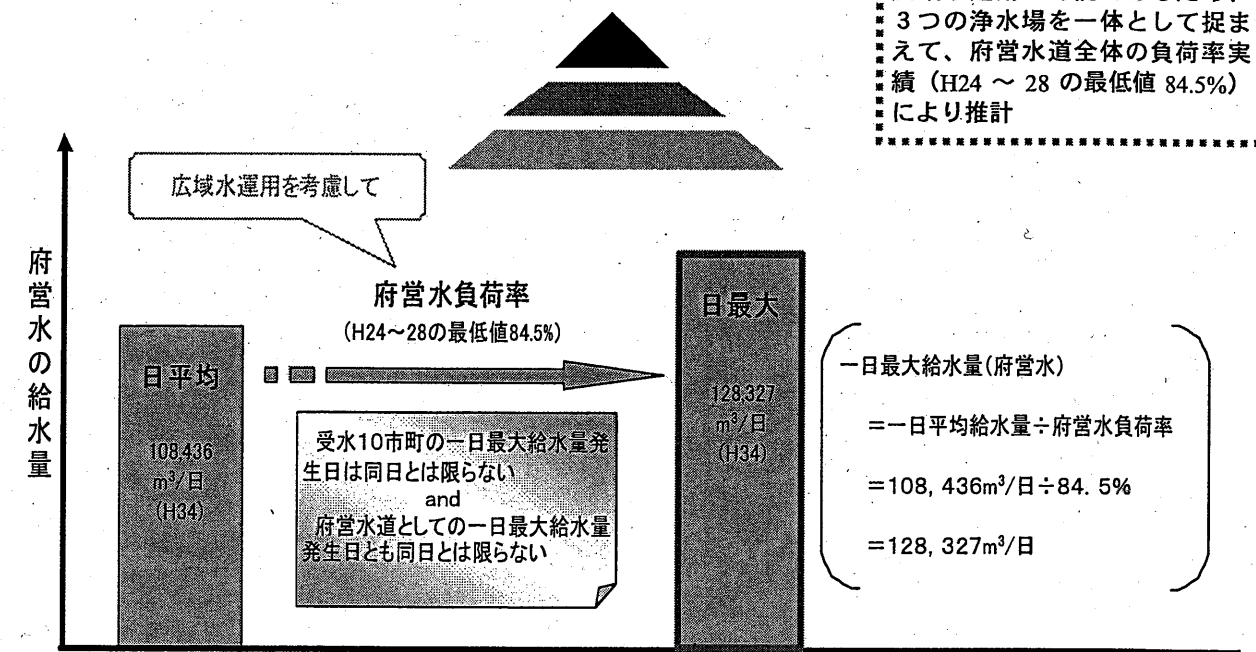 ３つの浄水場を一体として捉ま
えて、府営水道全体の負荷率実
績（H24 ～ 28 の最低値 84.5%）
により推計
広域水運用を考慮して
府営水の給水量
府営水負荷率
(H24～28の最低値84.5%)
日平均
108,436
m³/日
(H34)
受水10市町の一日最大給水量発
生日は同日とは限らない
and
府営水道としての一日最大給水量
発生日とも同日とは限らない
日最大
128,327
m³/日
(H34)
一日最大給水量(府営水)
＝一日平均給水量÷府営水負荷率
＝108, 436m³/日÷84. 5%
＝128, 327m³/日